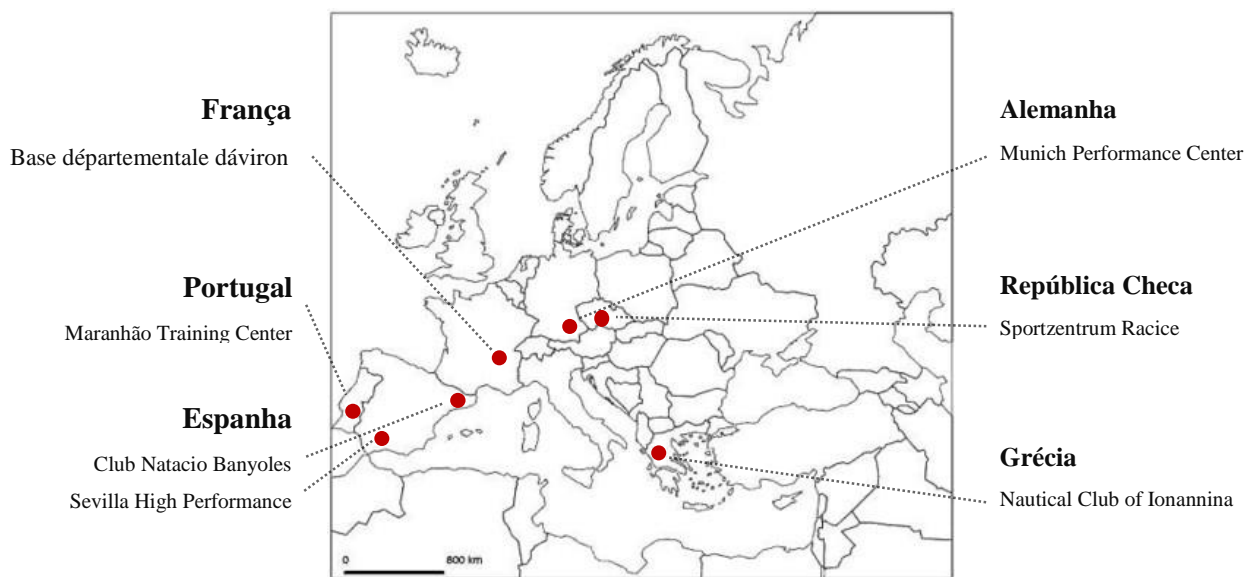 França
Base départementale dáviron
Portugal
Maranhão Training Center
Espanha
Club Natacio Banyoles
Sevilla High Performance
Alemanha
Munich Performance Center
República Checa
Sportzentrum Racice
Grécia
Nautical Club of Ionannina
0 800 km